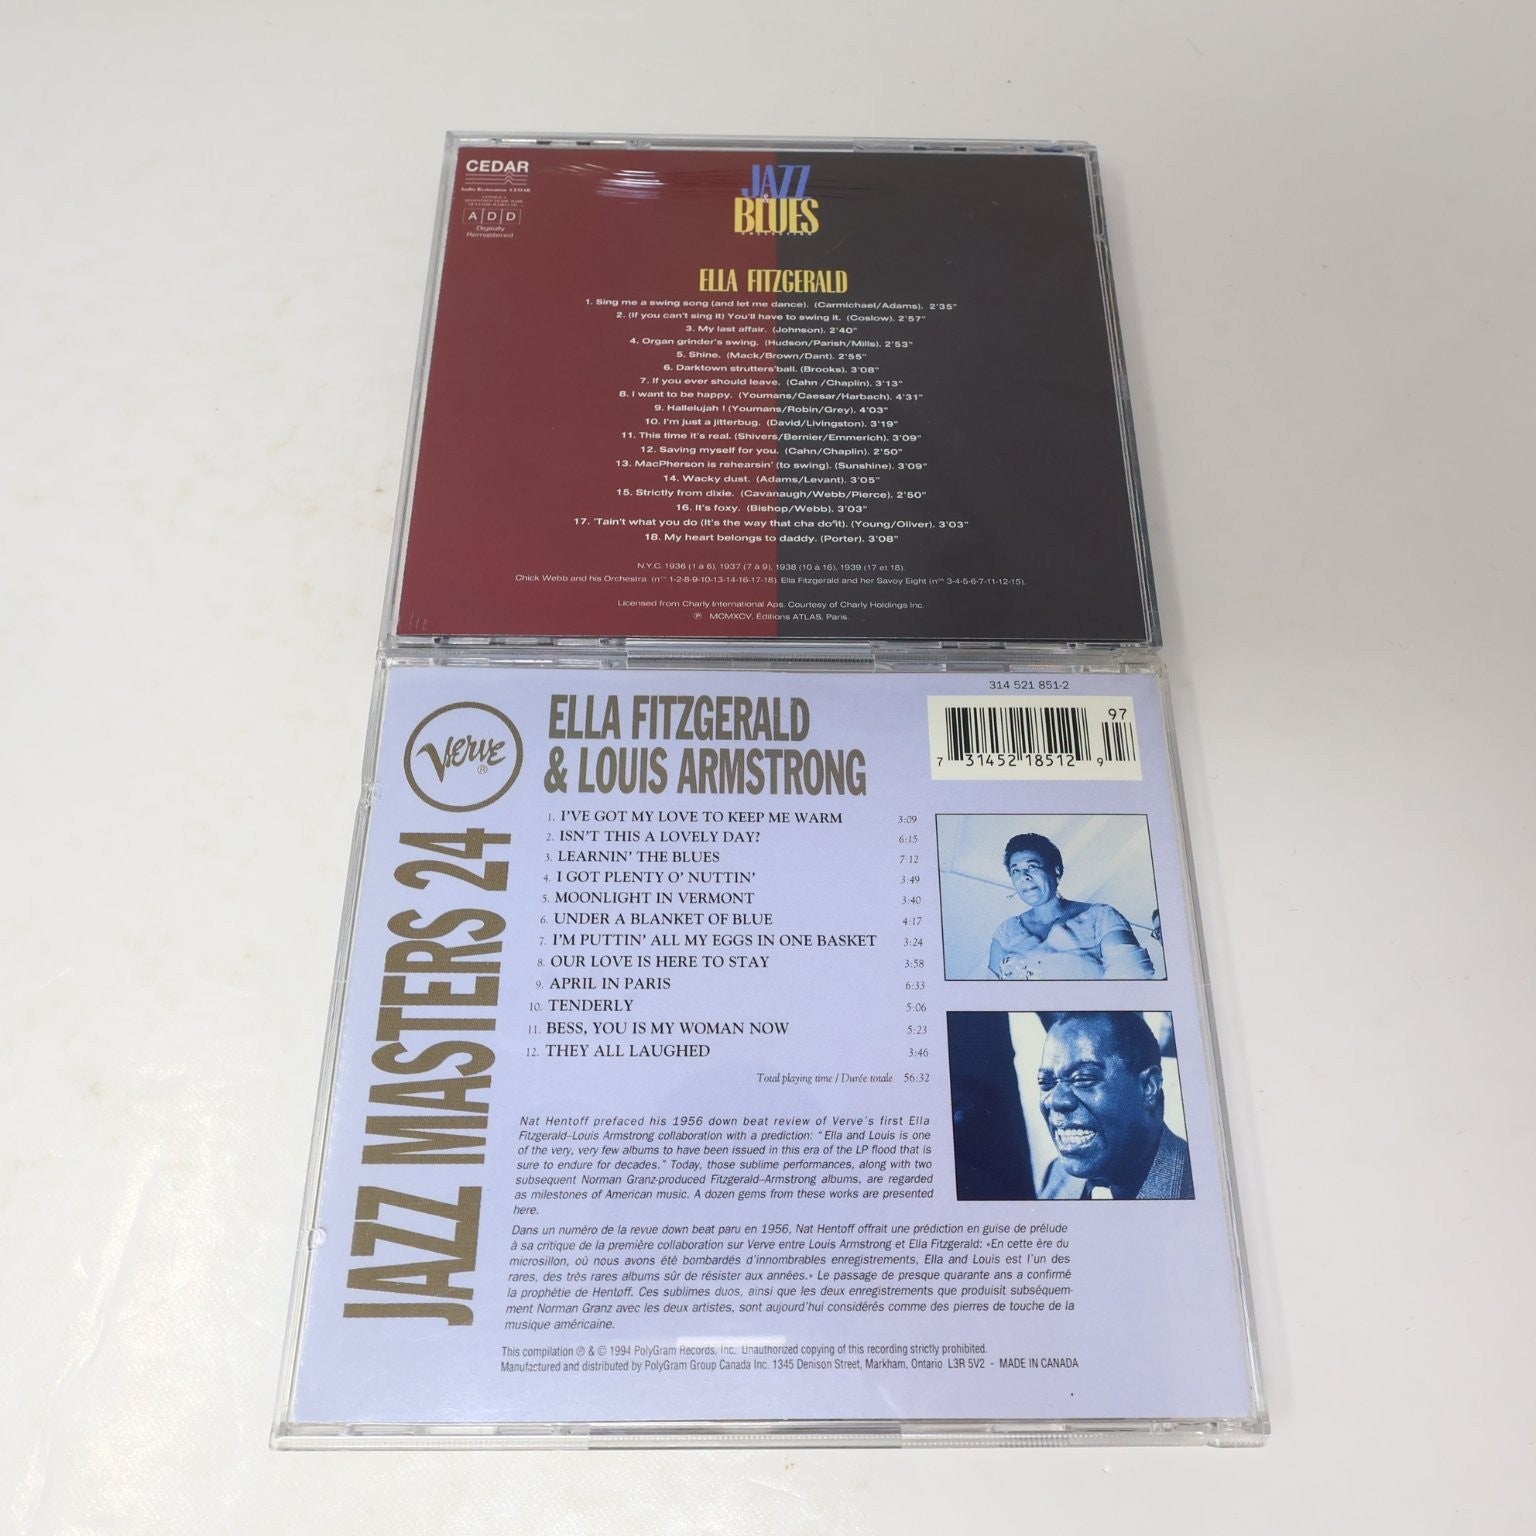 CEDAR
Audio Restoration CEDAR
ADD
Digitally
Remastered
JAZZ
&
BLUES
COLLECTION
ELLA FITZGERALD
1. Sing me a swing song (and let me dance). (Carmichael/Adams). 2'35"
2. (If you can't sing it) You'll have to swing it. (Coslow). 2'57"
3. My last affair. (Johnson). 2'40"
4. Organ grinder's swing. (Hudson/Parish/Mills). 2'53"
5. Shine. (Mack/Brown/Dant). 2'55"
6. Darktown strutters'ball. (Brooks). 3'08"
7. If you ever should leave. (Cahn /Chaplin). 3'13"
8. I want to be happy. (Youmans/Caesar/Harbach). 4'31"
9. Hallelujah ! (Youmans/Robin/Grey). 4'03"
10. I'm just a jitterbug. (David/Livingston). 3'19"
11. This time it's real. (Shivers/Bernier/Emmerich). 3'09"
12. Saving myself for you. (Cahn/Chaplin). 2'50"
13. MacPherson is rehearsin' (to swing). (Sunshine). 3'09"
14. Wacky dust. (Adams/Levant). 3'05"
15. Strictly from dixie. (Cavanaugh/Webb/Pierce). 2'50"
16. It's foxy. (Bishop/Webb). 3'03"
17. 'Tain't what you do (It's the way that cha do it). (Young/Oliver). 3'03"
18. My heart belongs to daddy. (Porter). 3'08"
N.Y.C. 1936 (1 à 6), 1937 (7 à 9), 1938 (10 à 16), 1939 (17 et 18).
Chick Webb and his Orchestra (n°° 1-2-8-9-10-13-14-16-17-18). Ella Fitzgerald and her Savoy Eight (n°° 3-4-5-6-7-11-12-15).
Licensed from Charly International Aps. Courtesy of Charly Holdings Inc.
℗ MCMXCV. Éditions ATLAS, Paris.
314 521 851-2
97
7 31452 18512 9
Verve ®
JAZZ MASTERS 24
ELLA FITZGERALD
& LOUIS ARMSTRONG
1. I'VE GOT MY LOVE TO KEEP ME WARM 3:09
2. ISN'T THIS A LOVELY DAY? 6:15
3. LEARNIN' THE BLUES 7:12
4. I GOT PLENTY O' NUTTIN' 3:49
5. MOONLIGHT IN VERMONT 3:40
6. UNDER A BLANKET OF BLUE 4:17
7. I'M PUTTIN' ALL MY EGGS IN ONE BASKET 3:24
8. OUR LOVE IS HERE TO STAY 3:58
9. APRIL IN PARIS 6:33
10. TENDERLY 5:06
11. BESS, YOU IS MY WOMAN NOW 5:23
12. THEY ALL LAUGHED 3:46
Total playing time / Durée totale 56:32
Nat Hentoff prefaced his 1956 down beat review of Verve's first Ella
Fitzgerald–Louis Armstrong collaboration with a prediction: "Ella and Louis is one
of the very, very few albums to have been issued in this era of the LP flood that is
sure to endure for decades." Today, those sublime performances, along with two
subsequent Norman Granz-produced Fitzgerald–Armstrong albums, are regarded
as milestones of American music. A dozen gems from these works are presented
here.
Dans un numéro de la revue down beat paru en 1956, Nat Hentoff offrait une prédiction en guise de prélude
à sa critique de la première collaboration sur Verve entre Louis Armstrong et Ella Fitzgerald: «En cette ère du
microsillon, où nous avons été bombardés d'innombrables enregistrements, Ella and Louis est l'un des
rares, des très rares albums sûr de résister aux années.» Le passage de presque quarante ans a confirmé
la prophétie de Hentoff. Ces sublimes duos, ainsi que les deux enregistrements que produisit subséquem-
ment Norman Granz avec les deux artistes, sont aujourd'hui considérés comme des pierres de touche de la
musique américaine.
This compilation ℗ & © 1994 PolyGram Records, Inc. Unauthorized copying of this recording strictly prohibited.
Manufactured and distributed by PolyGram Group Canada Inc. 1345 Denison Street, Markham, Ontario L3R 5V2 - MADE IN CANADA